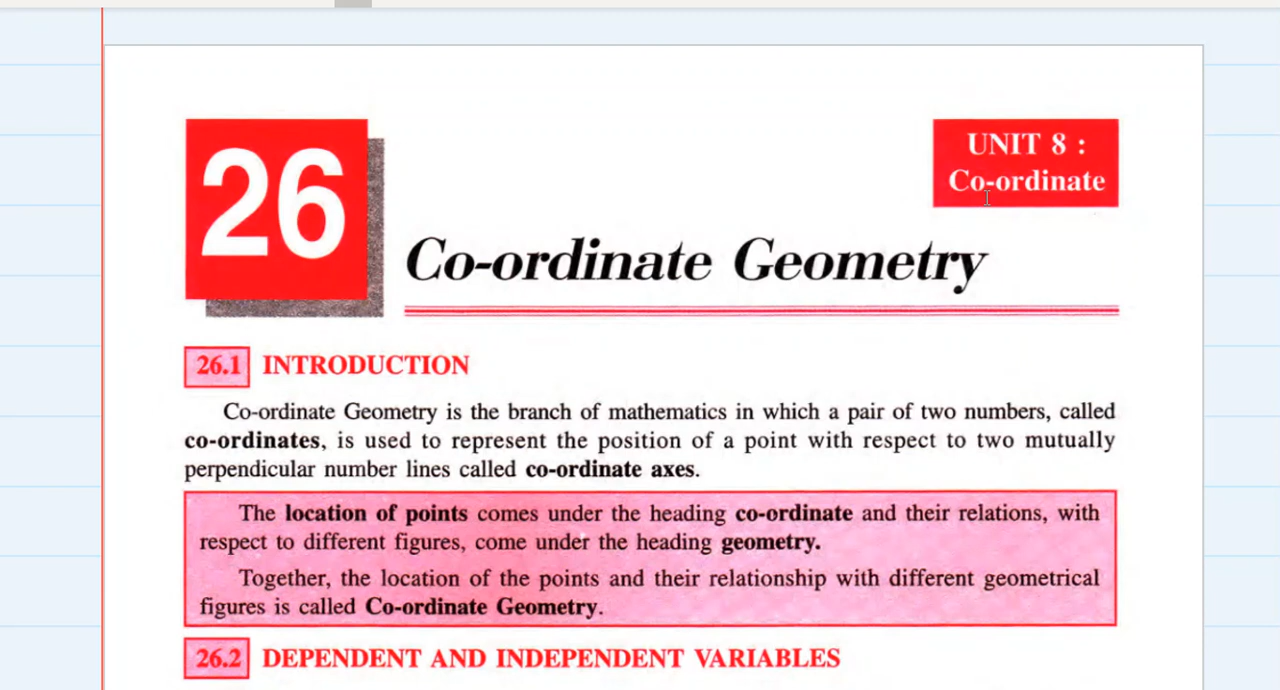 26
UNIT 8 :
Co-ordinate
Co-ordinate Geometry
26.1 INTRODUCTION
Co-ordinate Geometry is the branch of mathematics in which a pair of two numbers, called
co-ordinates, is used to represent the position of a point with respect to two mutually
perpendicular number lines called co-ordinate axes.
The location of points comes under the heading co-ordinate and their relations, with
respect to different figures, come under the heading geometry.
Together, the location of the points and their relationship with different geometrical
figures is called Co-ordinate Geometry.
26.2 DEPENDENT AND INDEPENDENT VARIABLES